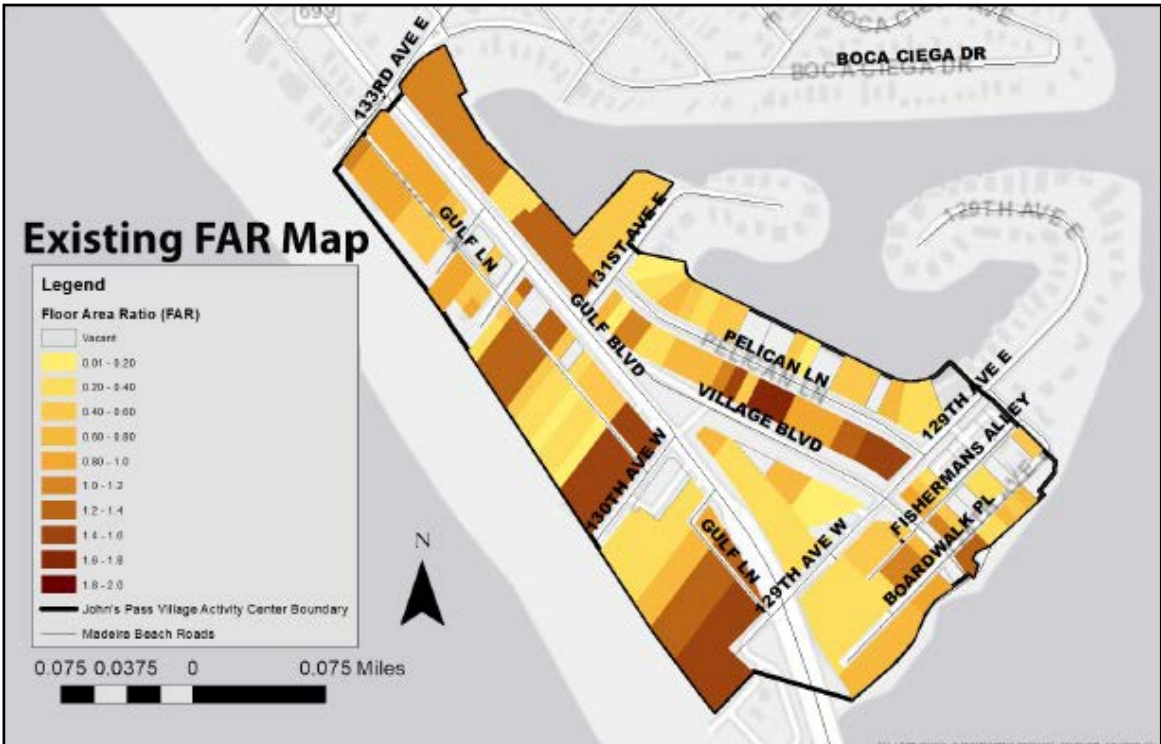 699
133RD AVE E
BOCA CIEGA AVE
BOCA CIEGA DR
BOCA CIEGA DR
129TH AVE E
Existing FAR Map
GULF LN
131ST AVE E
GULF BLVD
PELICAN LN
PELICAN LN
VILLAGE BLVD
129TH AVE E
FISHERMANS ALLEY
BOARDWALK PL
130TH AVE W
GULF LN
129TH AVE W
Legend
Floor Area Ratio (FAR)
Vacant
0.01 - 0.20
0.20 - 0.40
0.40 - 0.60
0.60 - 0.80
0.80 - 1.0
1.0 - 1.2
1.2 - 1.4
1.4 - 1.6
1.6 - 1.8
1.8 - 2.0
John's Pass Village Activity Center Boundary
Madeira Beach Roads
N
0.075 0.0375 0 0.075 Miles